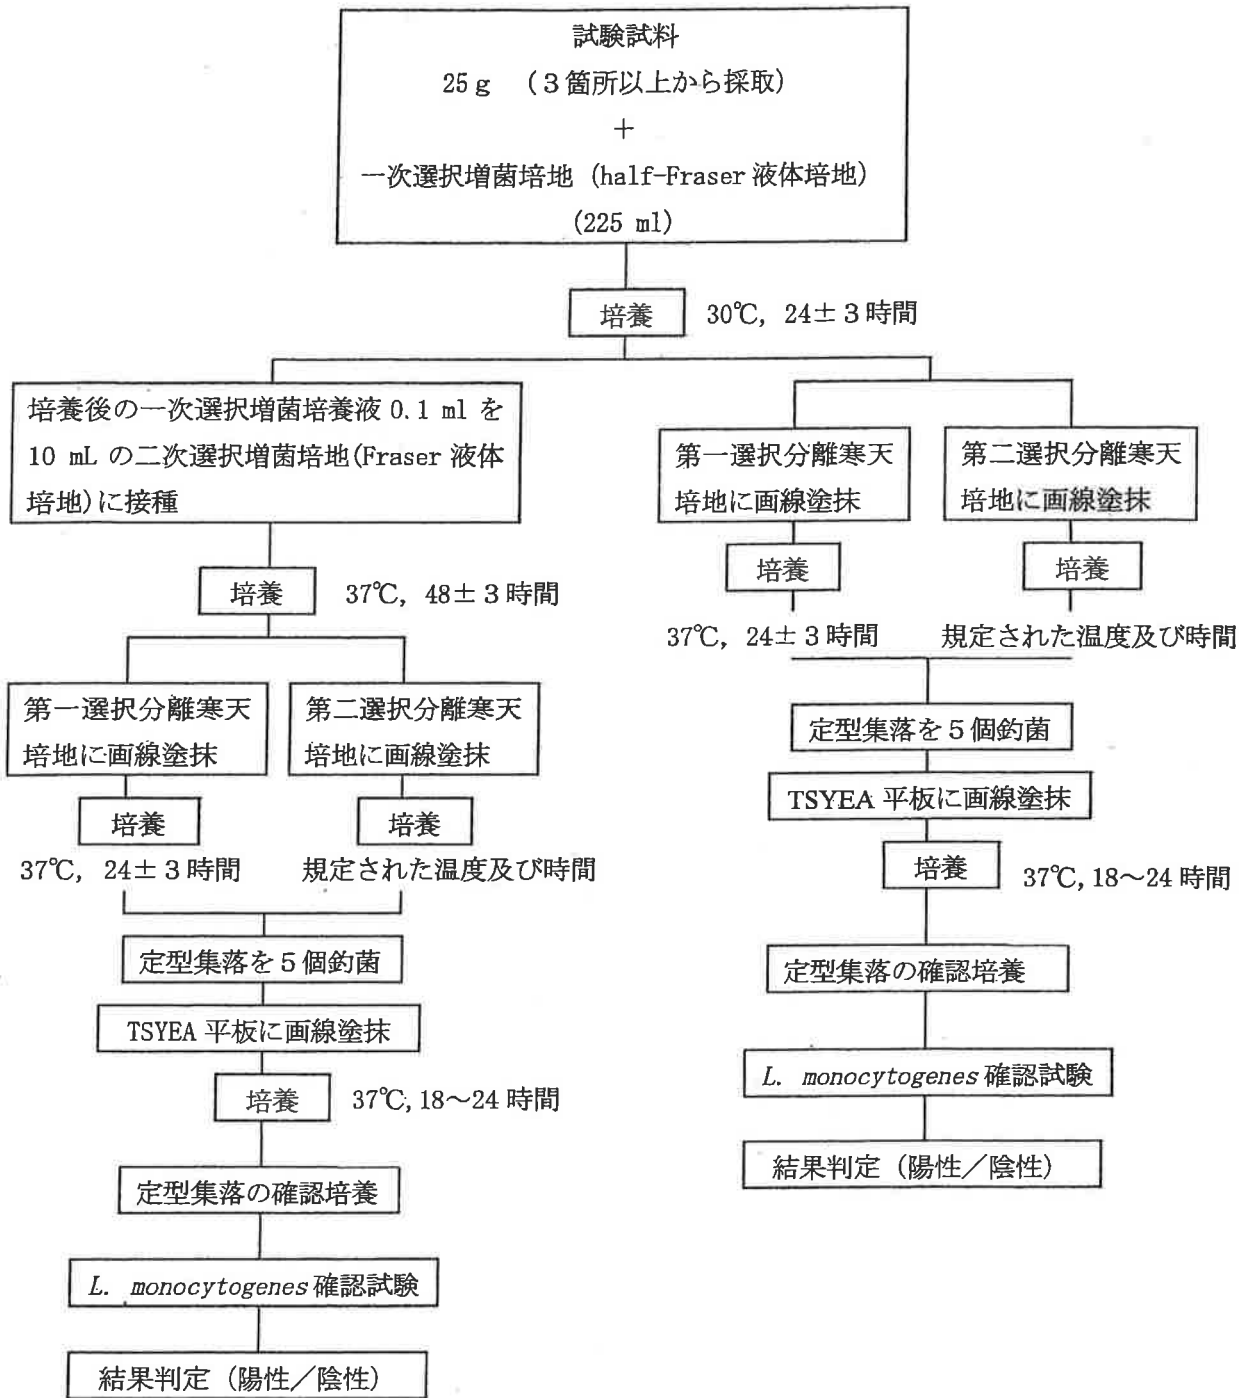 試験試料
25 g （3箇所以上から採取）
＋
一次選択増菌培地 (half-Fraser 液体培地)
(225 ml)
培養
30℃, 24±3時間
培養後の一次選択増菌培養液 0.1 ml を
10 mL の二次選択増菌培地(Fraser 液体
培地)に接種
培養
37℃, 48±3時間
第一選択分離寒天
培地に画線塗抹
第二選択分離寒天
培地に画線塗抹
培養
培養
37℃, 24±3時間
規定された温度及び時間
定型集落を5個釣菌
TSYEA 平板に画線塗抹
培養
37℃, 18～24 時間
定型集落の確認培養
L. monocytogenes 確認試験
結果判定（陽性／陰性）
第一選択分離寒天
培地に画線塗抹
第二選択分離寒天
培地に画線塗抹
培養
培養
37℃, 24±3時間
規定された温度及び時間
定型集落を5個釣菌
TSYEA 平板に画線塗抹
培養
37℃, 18～24 時間
定型集落の確認培養
L. monocytogenes 確認試験
結果判定（陽性／陰性）